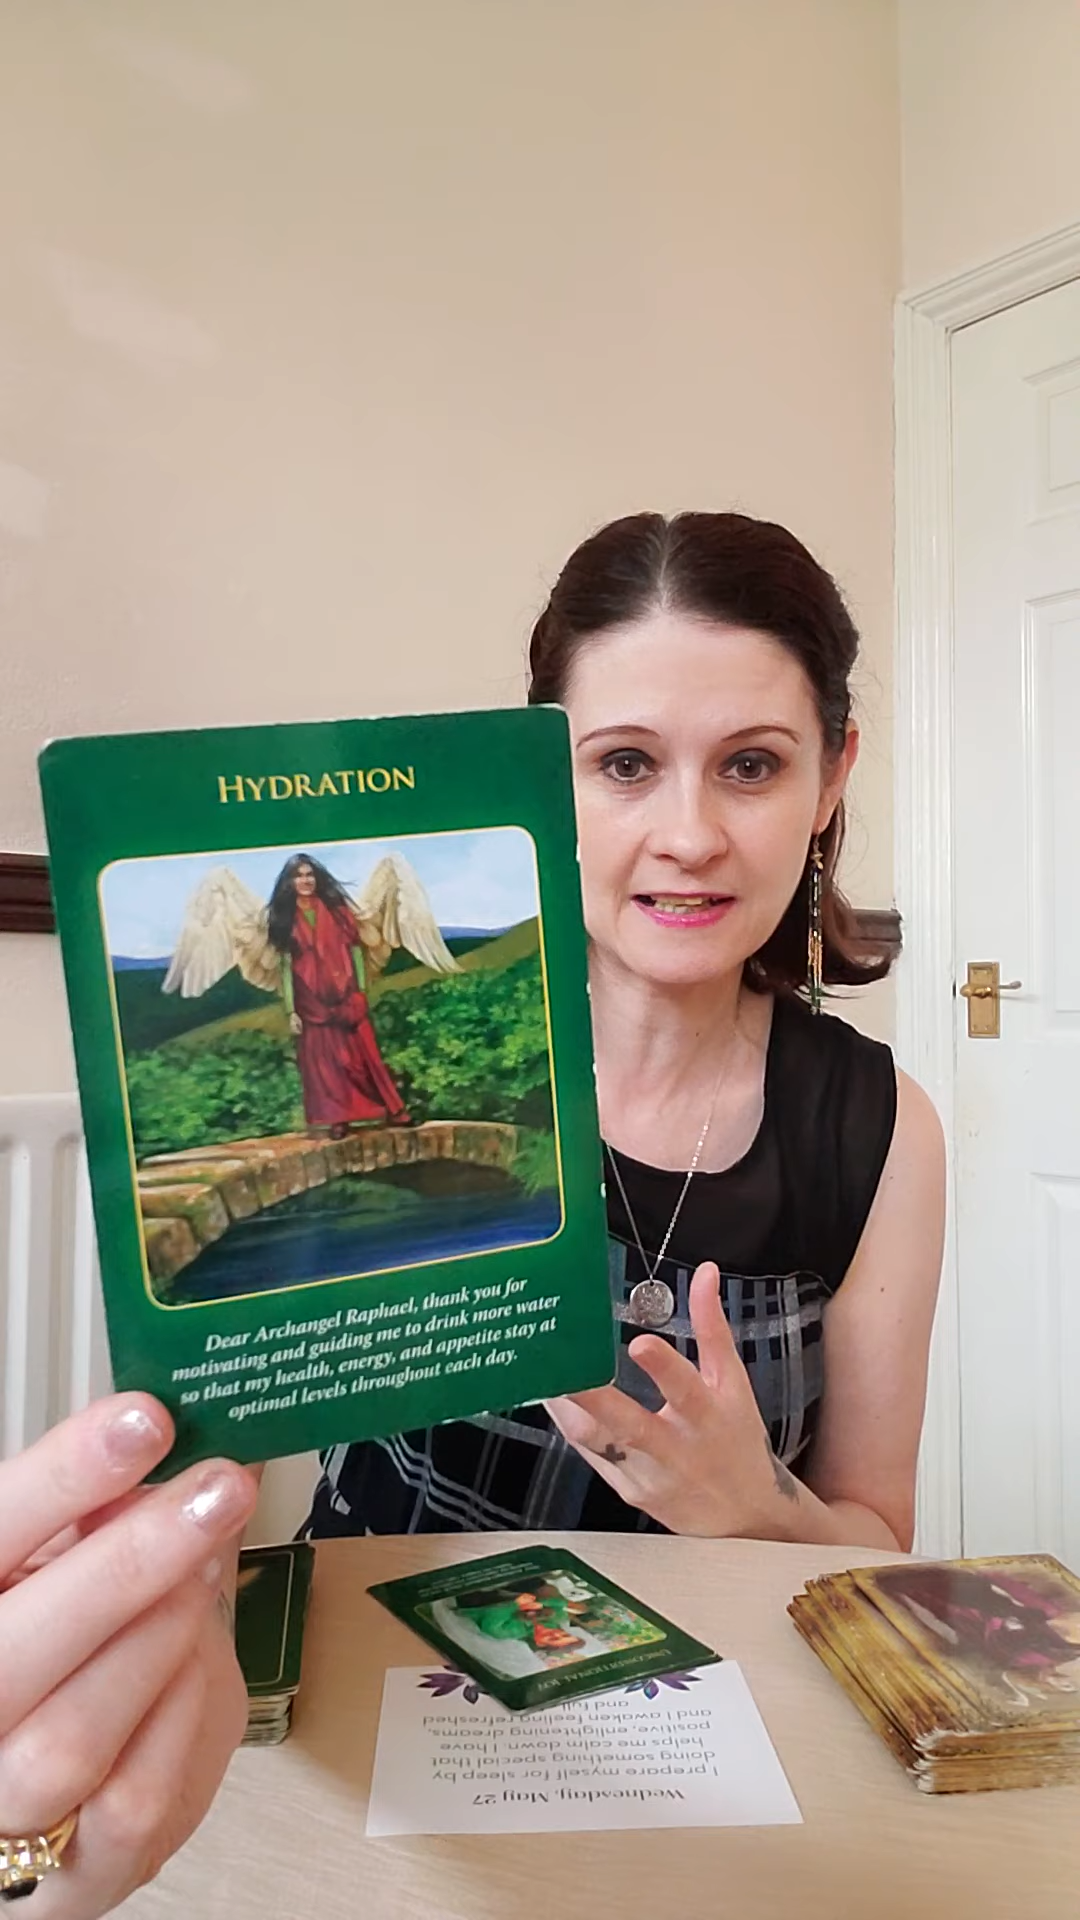 HYDRATION
Dear Archangel Raphael, thank you for
motivating and guiding me to drink more water
so that my health, energy, and appetite stay at
optimal levels throughout each day.
UNCONDITIONAL JOY
Wednesday, May 27
I prepare myself for sleep by
doing something special that
helps me calm down. I have
positive, enlightening dreams,
and I awaken feeling refreshed
and full